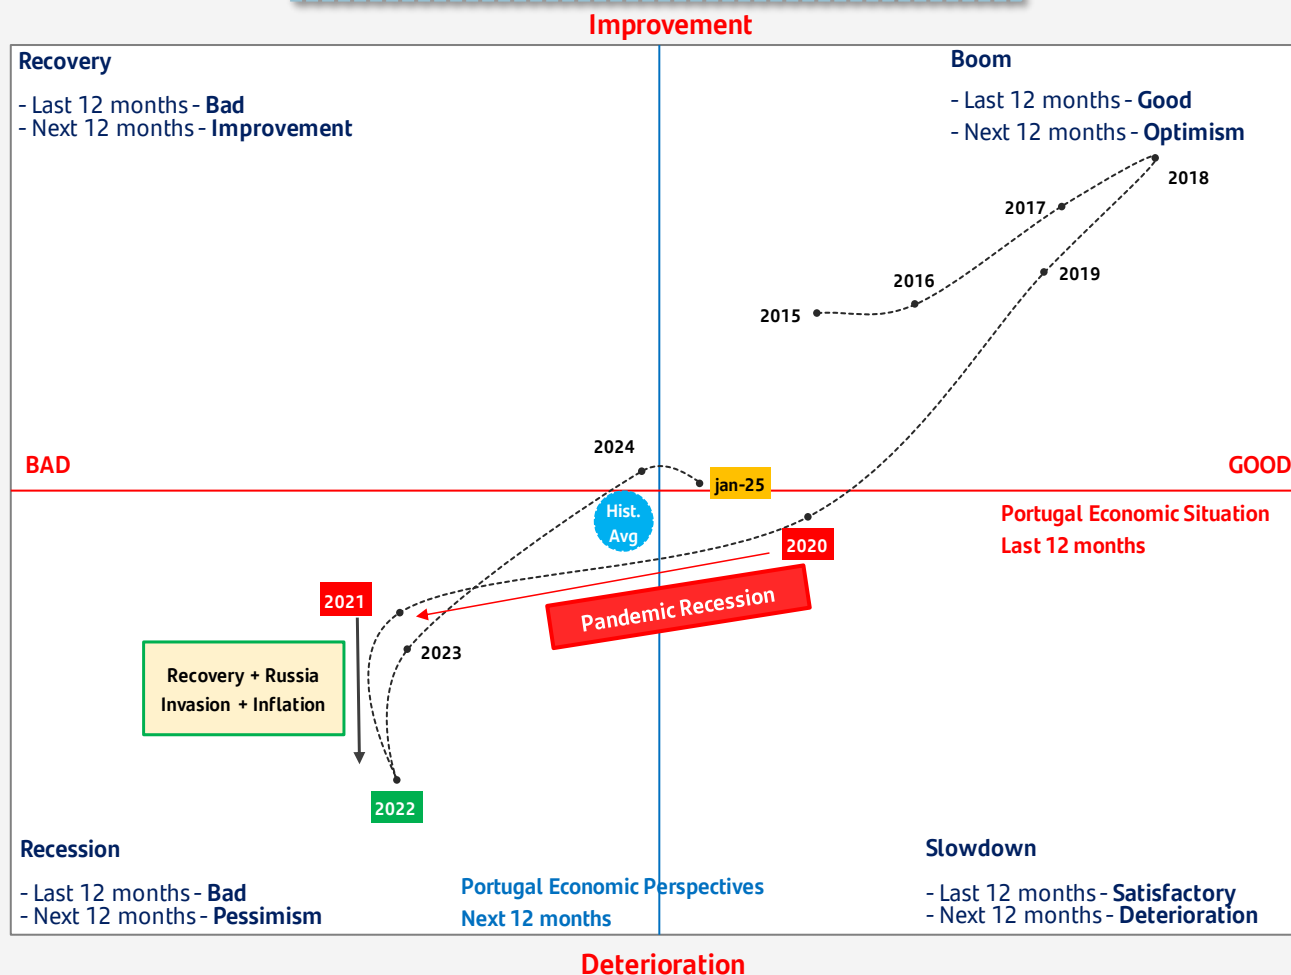 Improvement
Recovery
- Last 12 months - Bad
- Next 12 months - Improvement
Boom
- Last 12 months - Good
- Next 12 months - Optimism
2018
2017
2019
2016
2015
2024
BAD
GOOD
jan-25
Hist.
Avg
Portugal Economic Situation
Last 12 months
2020
Pandemic Recession
2021
2023
Recovery + Russia
Invasion + Inflation
2022
Recession
- Last 12 months - Bad
- Next 12 months - Pessimism
Portugal Economic Perspectives
Next 12 months
Slowdown
- Last 12 months - Satisfactory
- Next 12 months - Deterioration
Deterioration